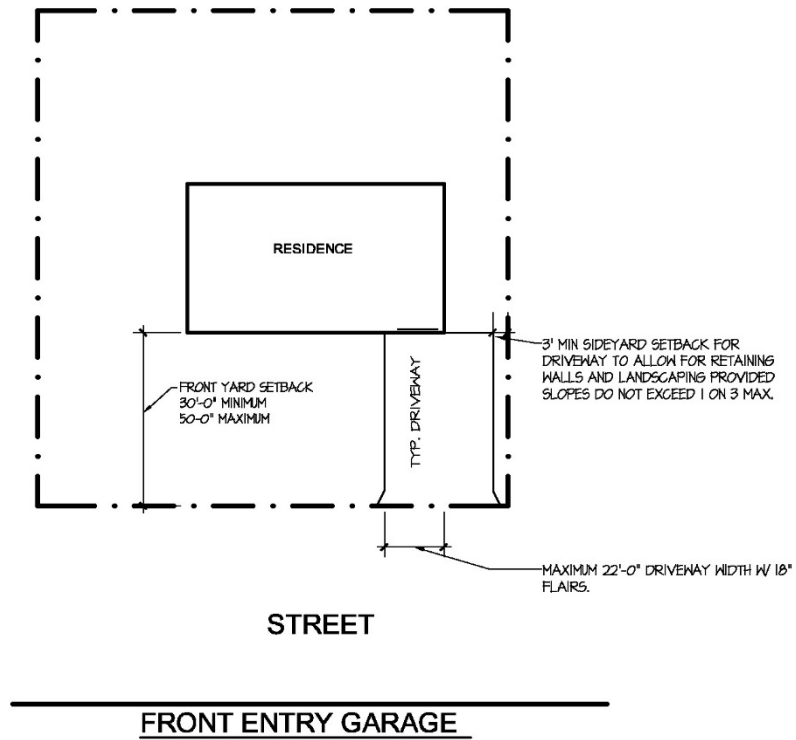 RESIDENCE
3' MIN SIDEYARD SETBACK FOR
DRIVEWAY TO ALLOW FOR RETAINING
WALLS AND LANDSCAPING PROVIDED
SLOPES DO NOT EXCEED 1 ON 3 MAX.
FRONT YARD SETBACK
30'-0" MINIMUM
50-0" MAXIMUM
TYP. DRIVEWAY
MAXIMUM 22'-0" DRIVEWAY WIDTH W/ 18"
FLAIRS.
STREET
FRONT ENTRY GARAGE